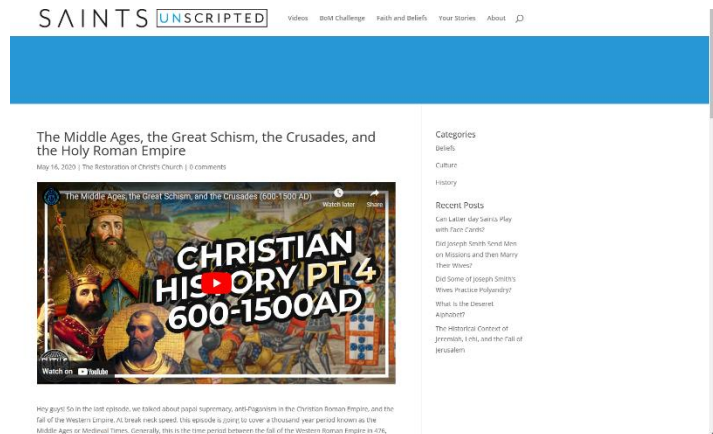 SAINTS UNSCRIPTED
Videos BoM Challenge Faith and Beliefs Your Stories About
The Middle Ages, the Great Schism, the Crusades, and
the Holy Roman Empire
May 16, 2020 | The Restoration of Christ's Church | 0 comments
The Middle Ages, the Great Schism, and the Crusades (600-1500 AD)
Watch later Share
CHRISTIAN
HISTORY PT 4
600-1500AD
Watch on YouTube
Hey guys! So in the last episode, we talked about papal supremacy, anti-Paganism in the Christian Roman Empire, and the
fall of the Western Empire. At break neck speed, this episode is going to cover a thousand year period known as the
Middle Ages or Medieval Times. Generally, this is the time period between the fall of the Western Roman Empire in 476,
Categories
Beliefs
Culture
History
Recent Posts
Can Latter-day Saints Play
with Face Cards?
Did Joseph Smith Send Men
on Missions and then Marry
Their Wives?
Did Some of Joseph Smith's
Wives Practice Polyandry?
What is the Deseret
Alphabet?
The Historical Context of
Jeremiah, Lehi, and the Fall of
Jerusalem